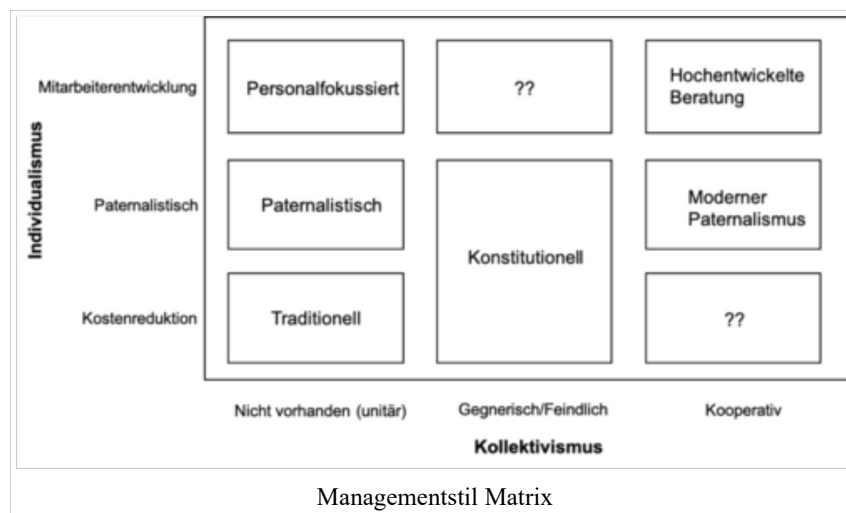 Mitarbeiterentwicklung
Personalfokussiert
??
Hochentwickelte
Beratung
Individualismus
Paternalistisch
Paternalistisch
Konstitutionell
Moderner
Paternalismus
Kostenreduktion
Traditionell
??
Nicht vorhanden (unitär)
Gegnerisch/Feindlich
Kooperativ
Kollektivismus
Managementstil Matrix